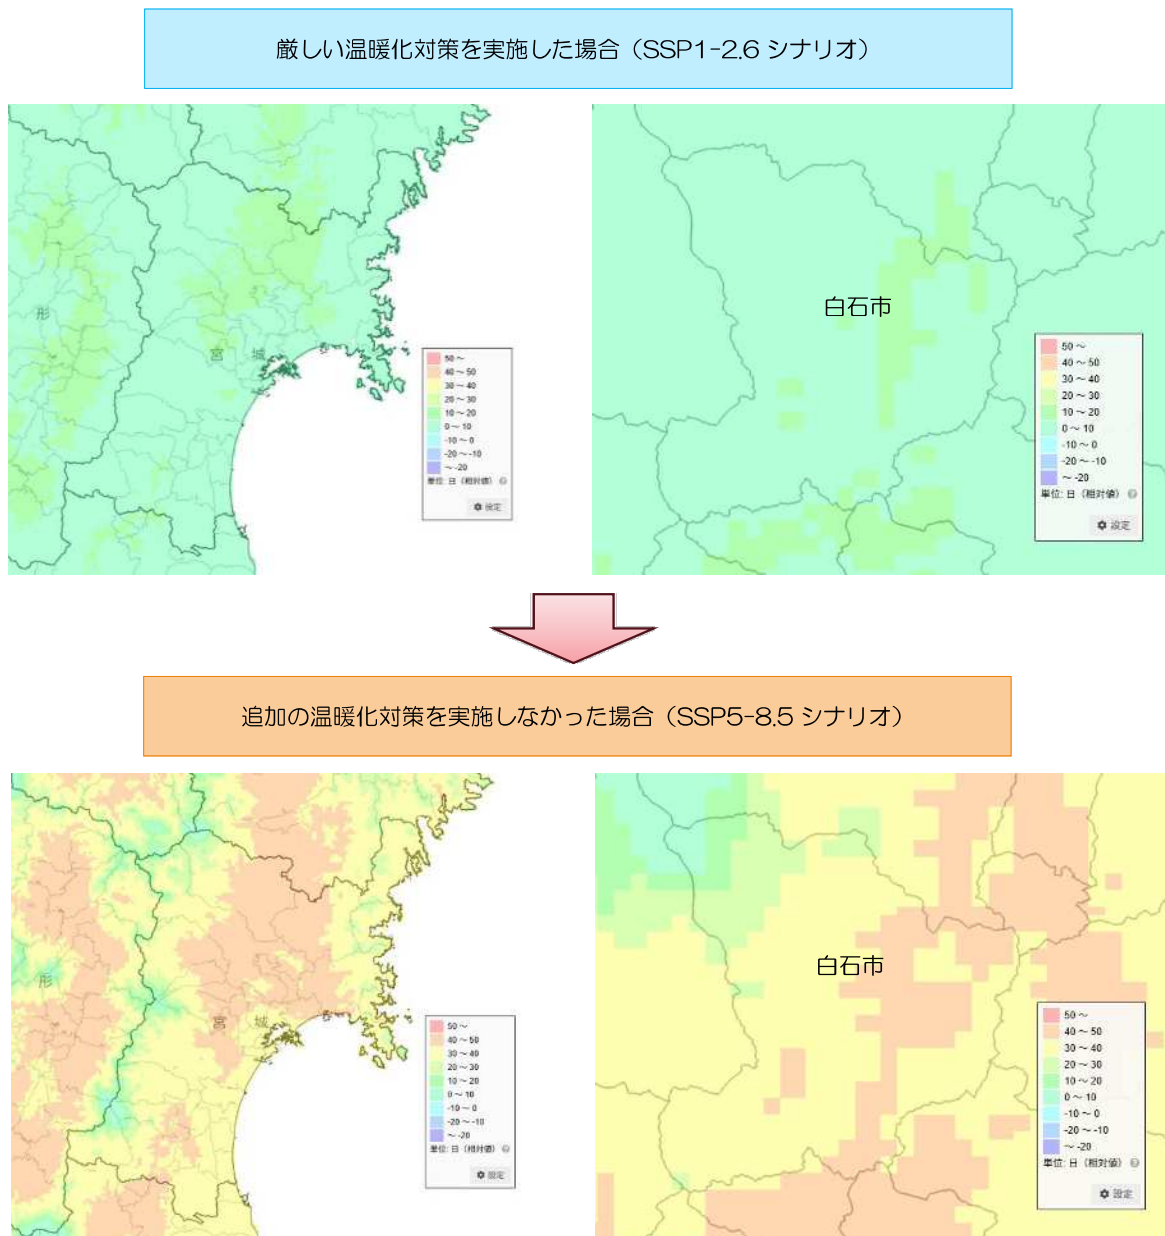 厳しい温暖化対策を実施した場合（SSP1-2.6 シナリオ）
形
宮 城
50 ～
40 ～ 50
30 ～ 40
20 ～ 30
10 ～ 20
0 ～ 10
-10 ～ 0
-20 ～ -10
～ -20
単位: 日（相対値）
設定
白石市
50 ～
40 ～ 50
30 ～ 40
20 ～ 30
10 ～ 20
0 ～ 10
-10 ～ 0
-20 ～ -10
～ -20
単位: 日（相対値）
設定
追加の温暖化対策を実施しなかった場合（SSP5-8.5 シナリオ）
形
宮 城
50 ～
40 ～ 50
30 ～ 40
20 ～ 30
10 ～ 20
0 ～ 10
-10 ～ 0
-20 ～ -10
～ -20
単位: 日（相対値）
設定
白石市
50 ～
40 ～ 50
30 ～ 40
20 ～ 30
10 ～ 20
0 ～ 10
-10 ～ 0
-20 ～ -10
～ -20
単位: 日（相対値）
設定